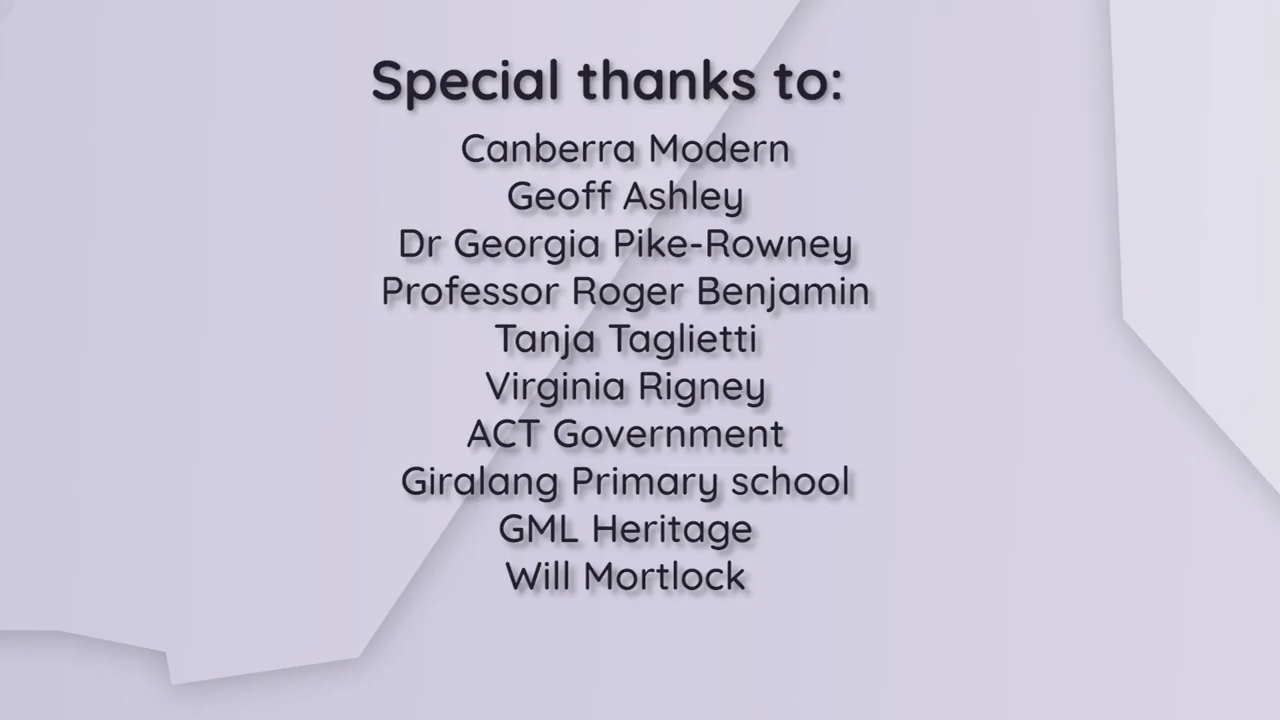 Special thanks to:
Canberra Modern
Geoff Ashley
Dr Georgia Pike-Rowney
Professor Roger Benjamin
Tanja Taglietti
Virginia Rigney
ACT Government
Giralang Primary school
GML Heritage
Will Mortlock